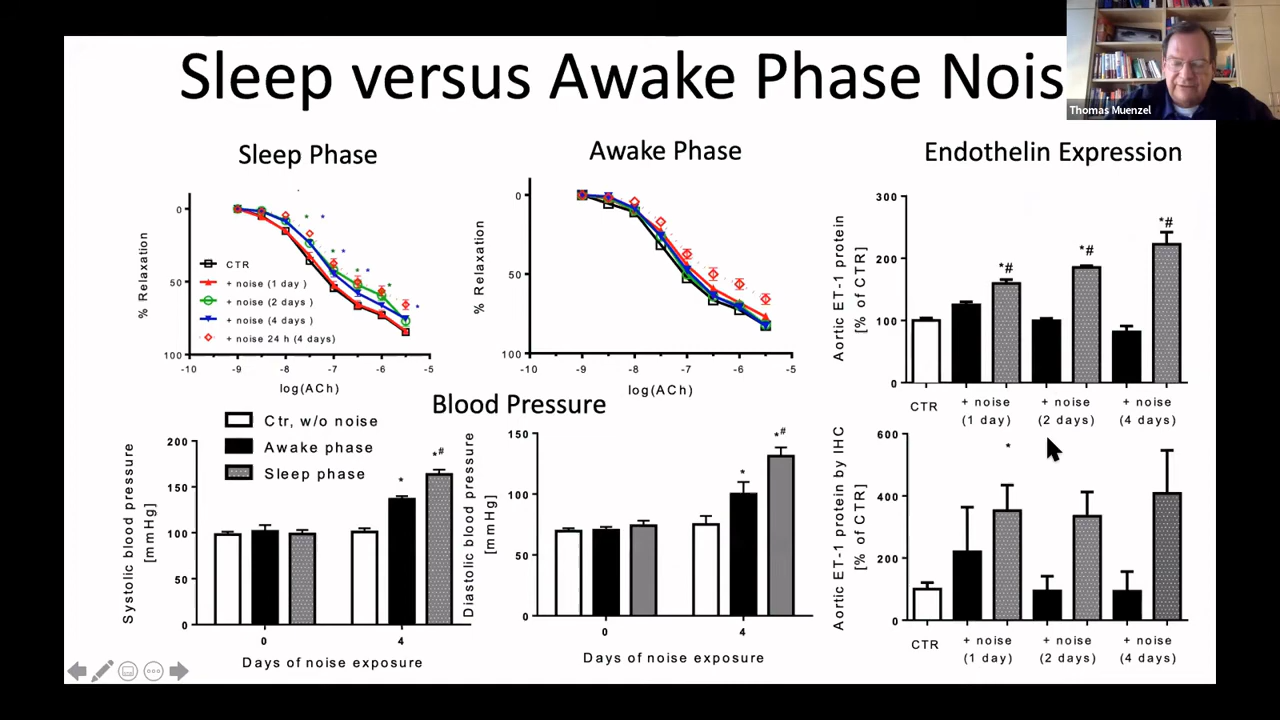 Sleep versus Awake Phase Nois
Thomas Muenzel
Sleep Phase
Awake Phase
Endothelin Expression
% Relaxation
0
50
100
-10
-9
-8
-7
-6
-5
log(ACh)
CTR
+ noise (1 day )
+ noise (2 days )
+ noise (4 days )
+ noise 24 h (4 days)
* *
* *
* *
*
*
% Relaxation
0
50
100
-10
-9
-8
-7
-6
-5
log(ACh)
Aortic ET-1 protein
[% of CTR]
300
200
100
0
*#
*#
*#
CTR
+ noise
(1 day)
+ noise
(2 days)
+ noise
(4 days)
Blood Pressure
Ctr, w/o noise
Awake phase
Sleep phase
Systolic blood pressure
[mmHg]
200
150
100
50
0
*
*#
0
4
Days of noise exposure
Diastolic blood pressure
[mmHg]
150
100
50
0
*
*#
0
4
Days of noise exposure
Aortic ET-1 protein by IHC
[% of CTR]
600
400
200
0
*
CTR
+ noise
(1 day)
+ noise
(2 days)
+ noise
(4 days)